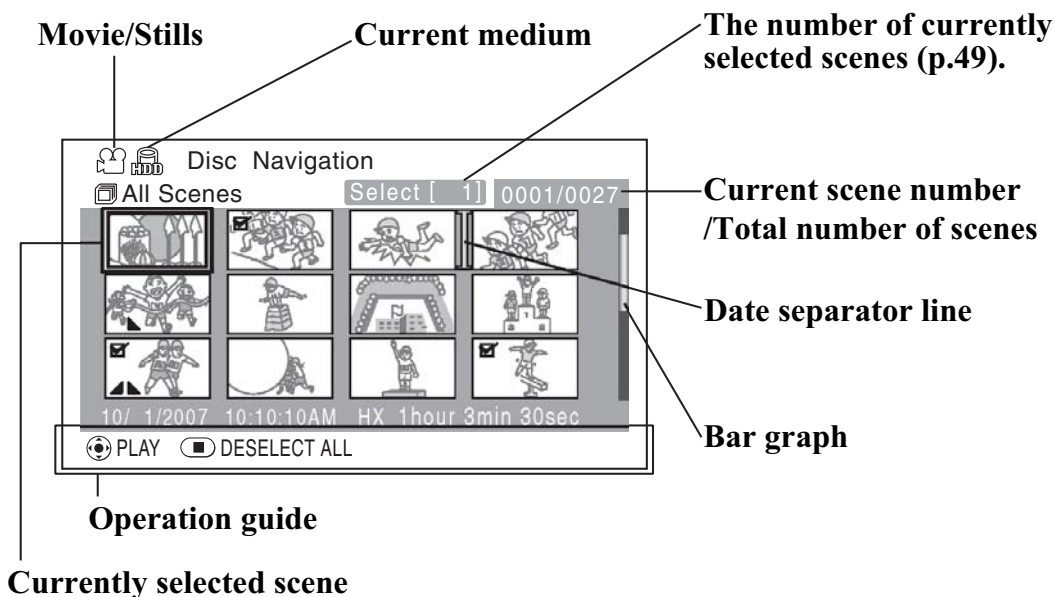 Movie/Stills
Current medium
The number of currently
selected scenes (p.49).
HDD
Disc Navigation
All Scenes
Select [ 1]
0001/0027
Current scene number
/Total number of scenes
Date separator line
1
10/ 1/2007 10:10:10AM HX 1hour 3min 30sec
Bar graph
PLAY
DESELECT ALL
Operation guide
Currently selected scene